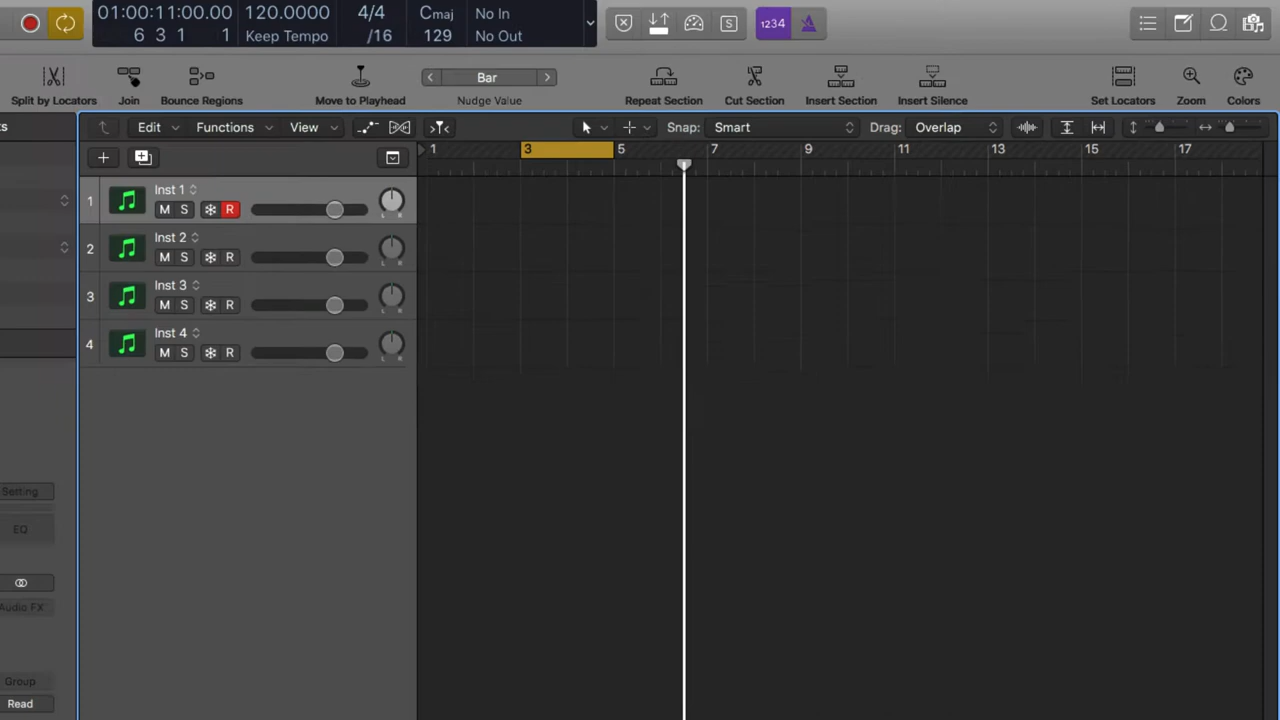 01:00:11:00.00 120.0000 4/4 Cmaj No In
6 3 1 1 Keep Tempo /16 129 No Out
1234
S
Split by Locators Join Bounce Regions Move to Playhead Bar Nudge Value Repeat Section Cut Section Insert Section Insert Silence Set Locators Zoom Colors
ts Edit Functions View Snap: Smart Drag: Overlap
1 3 5 7 9 11 13 15 17
1 Inst 1
M S R L R
2 Inst 2
M S R L R
3 Inst 3
M S R L R
4 Inst 4
M S R L R
Setting
EQ
Audio FX
Group
Read